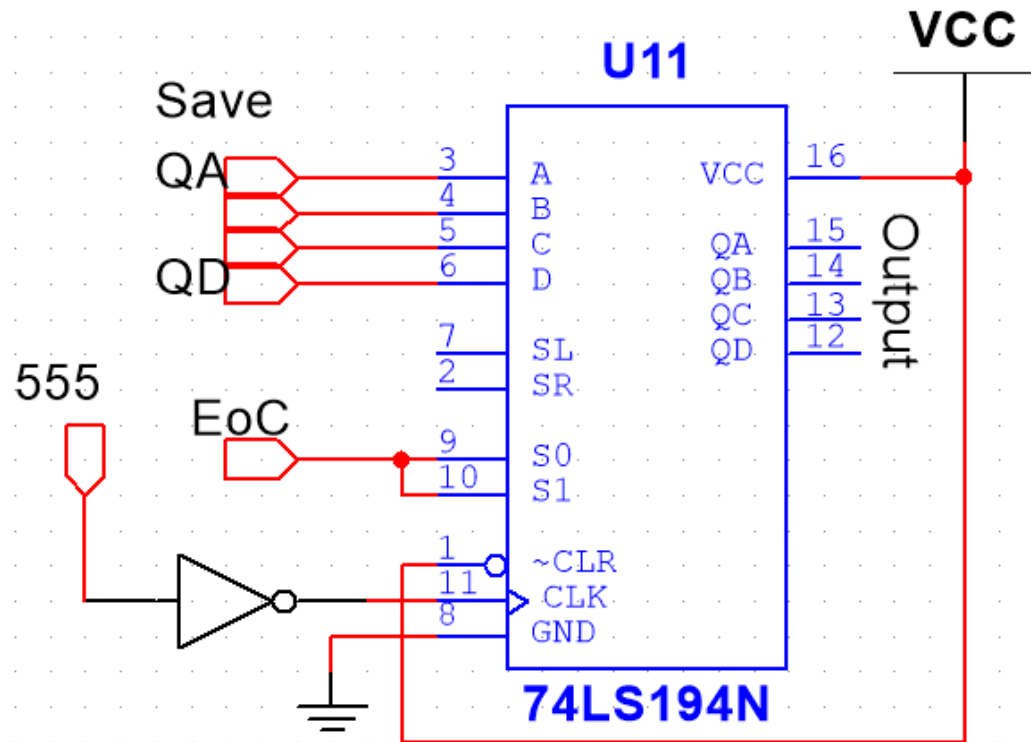 VCC
U11
Save
QA
QD
3 A
4 B
5 C
6 D
7 SL
2 SR
555
EoC
9 S0
10 S1
1 ~CLR
11 CLK
8 GND
VCC 16
QA 15
QB 14
QC 13
QD 12
Output
74LS194N